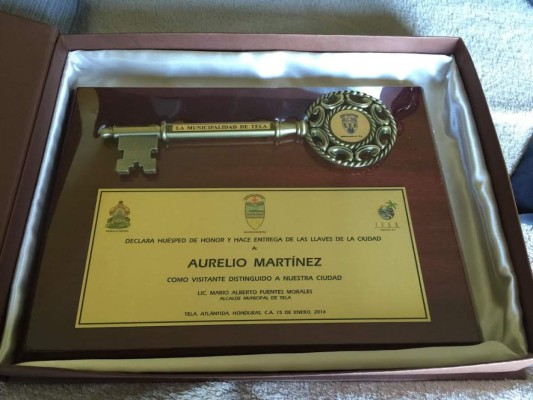 LA MUNICIPALIDAD DE TELA
DECLARA HUÉSPED DE HONOR Y HACE ENTREGA DE LAS LLAVES DE LA CIUDAD
A:
AURELIO MARTÍNEZ
COMO VISITANTE DISTINGUIDO A NUESTRA CIUDAD
LIC. MARIO ALBERTO FUENTES MORALES
ALCALDE MUNICIPAL DE TELA
TELA, ATLÁNTIDA, HONDURAS, C.A. 15 DE ENERO, 2016